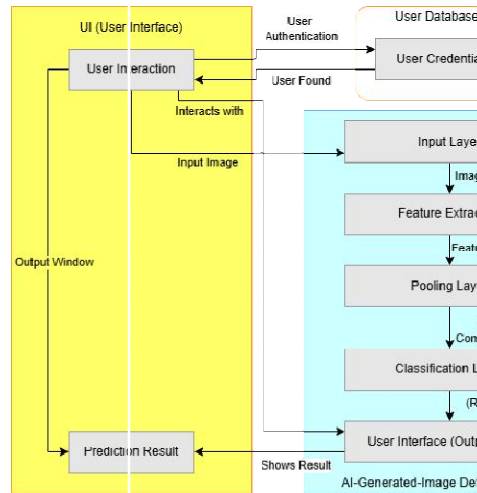 UI (User Interface)
User
Authentication
User Database
User Interaction
User Credentia
User Found
Interacts with
Input Image
Input Laye
Imag
Feature Extrac
Featu
Output Window
Pooling Lay
Com
Classification L
(R
User Interface (Outp
Prediction Result
Shows Result
AI-Generated-Image Det